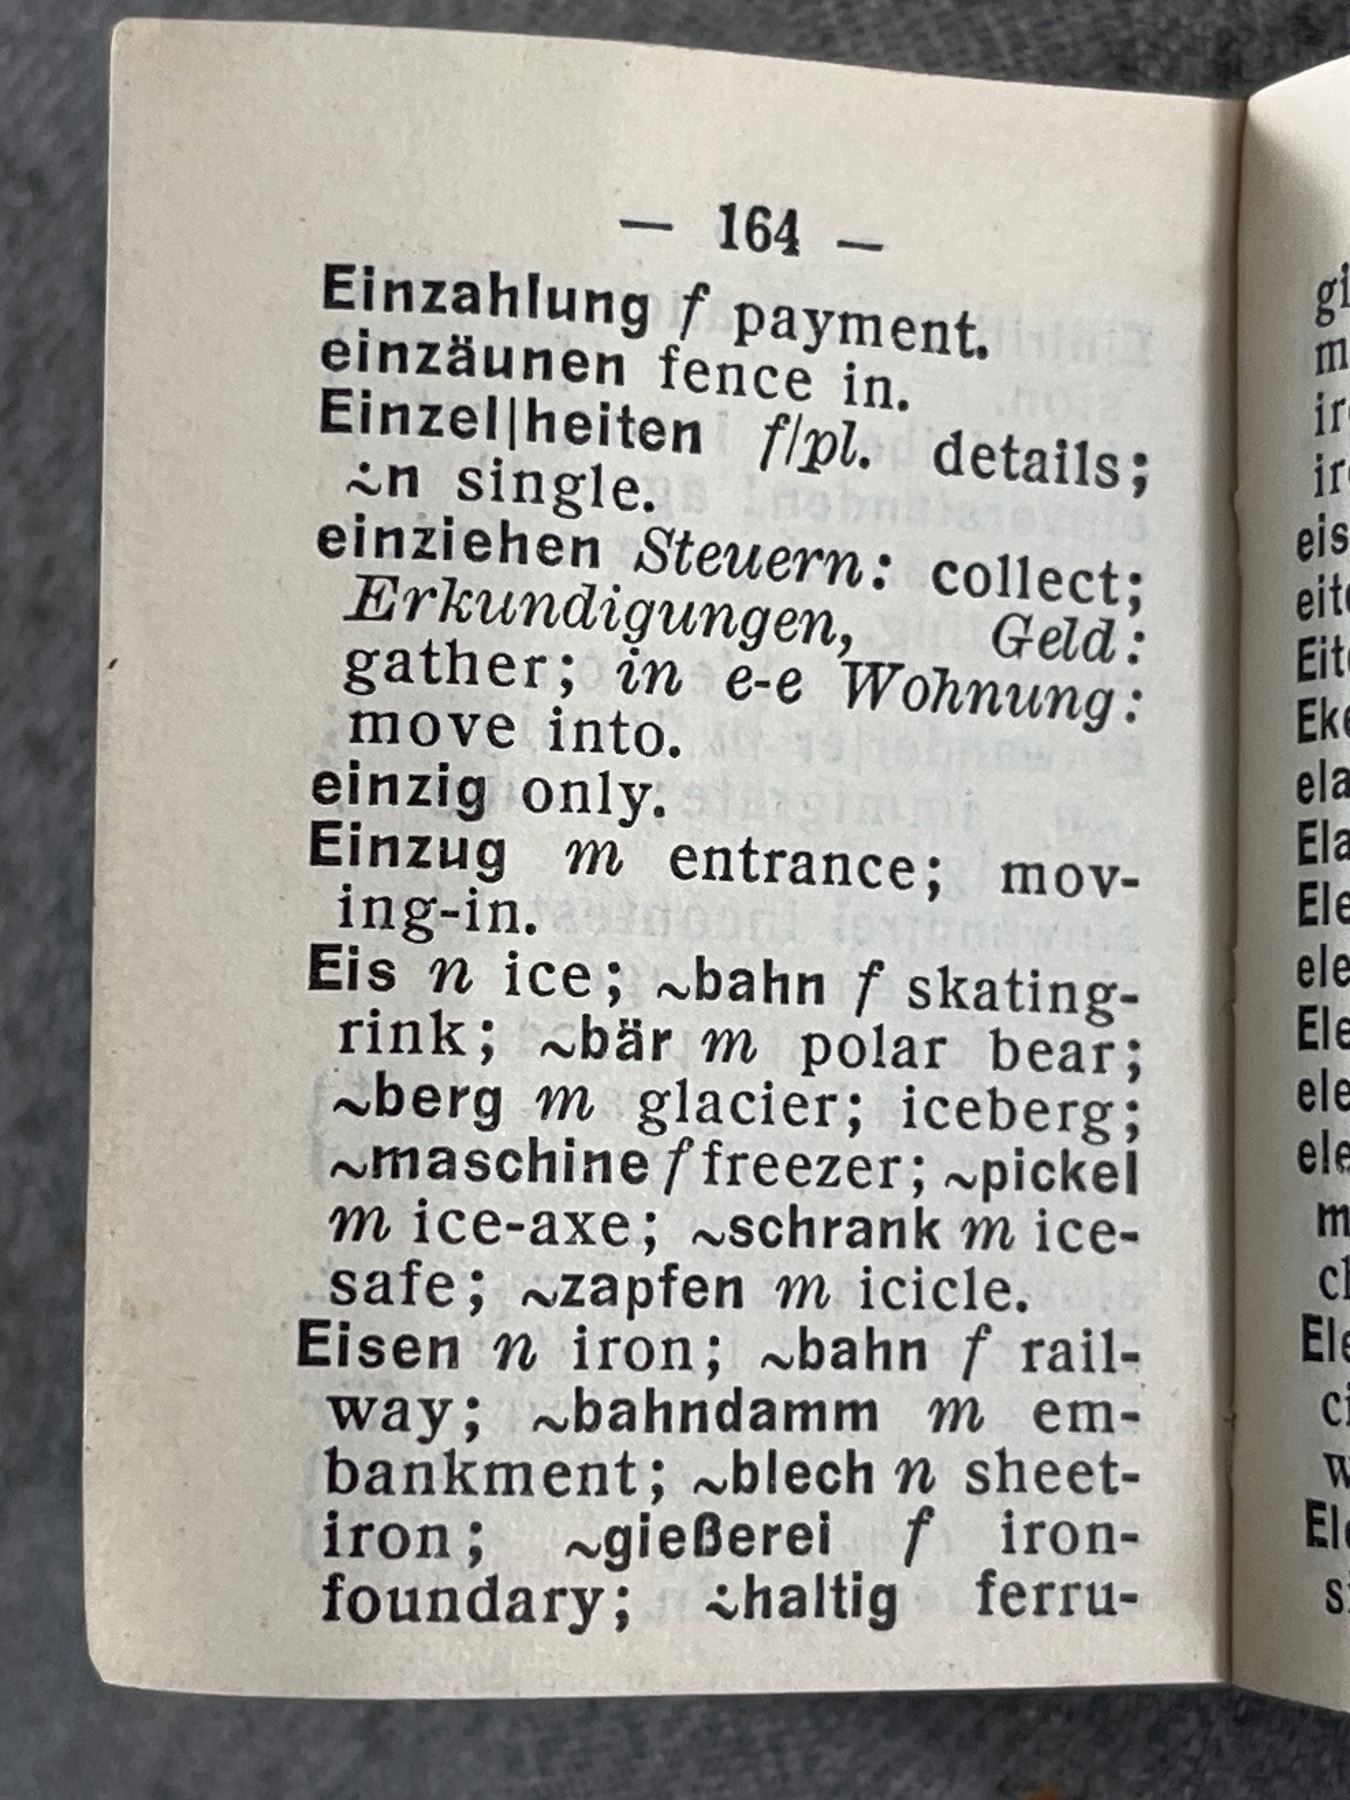 — 164 —
Einzahlung f payment.
einzäunen fence in.
Einzel|heiten f/pl. details;
⁓n single.
einziehen Steuern: collect;
Erkundigungen, Geld:
gather; in e-e Wohnung:
move into.
einzig only.
Einzug m entrance; mov-
ing-in.
Eis n ice; ~bahn f skating-
rink; ~bär m polar bear;
~berg m glacier; iceberg;
~maschine f freezer; ~pickel
m ice-axe; ~schrank m ice-
safe; ~zapfen m icicle.
Eisen n iron; ~bahn f rail-
way; ~bahndamm m em-
bankment; ~blech n sheet-
iron; ~gießerei f iron-
foundary; ⁓haltig ferru-